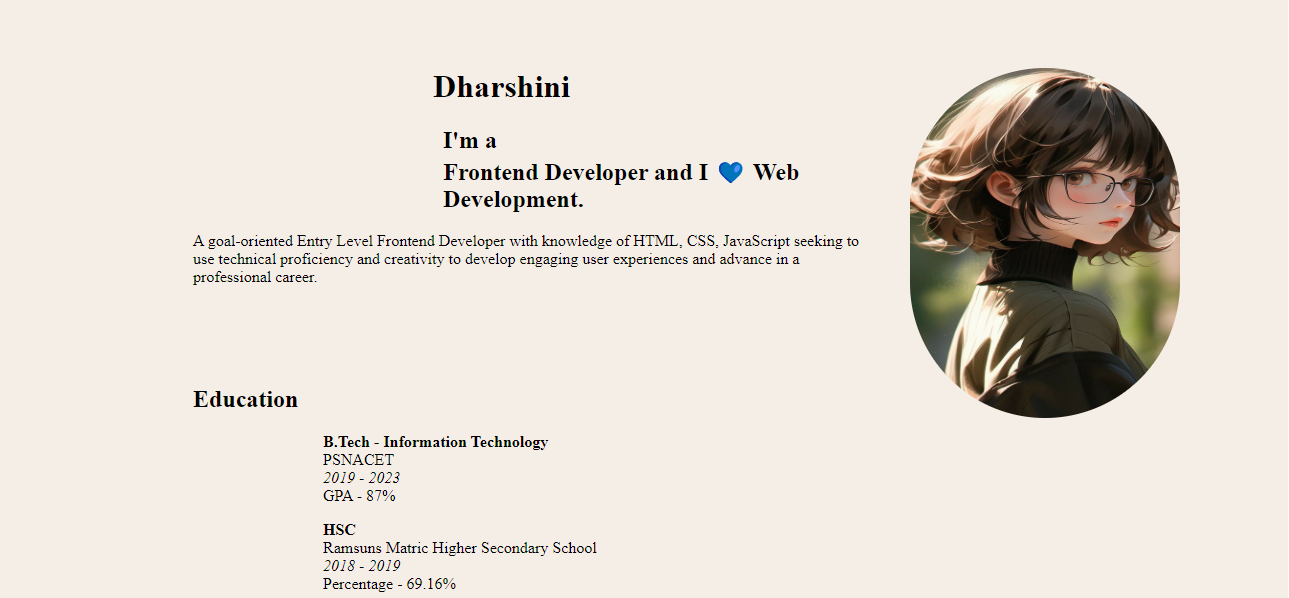 Dharshini
I'm a
Frontend Developer and I 💙 Web
Development.
A goal-oriented Entry Level Frontend Developer with knowledge of HTML, CSS, JavaScript seeking to
use technical proficiency and creativity to develop engaging user experiences and advance in a
professional career.
Education
B.Tech - Information Technology
PSNACET
2019 - 2023
GPA - 87%
HSC
Ramsuns Matric Higher Secondary School
2018 - 2019
Percentage - 69.16%